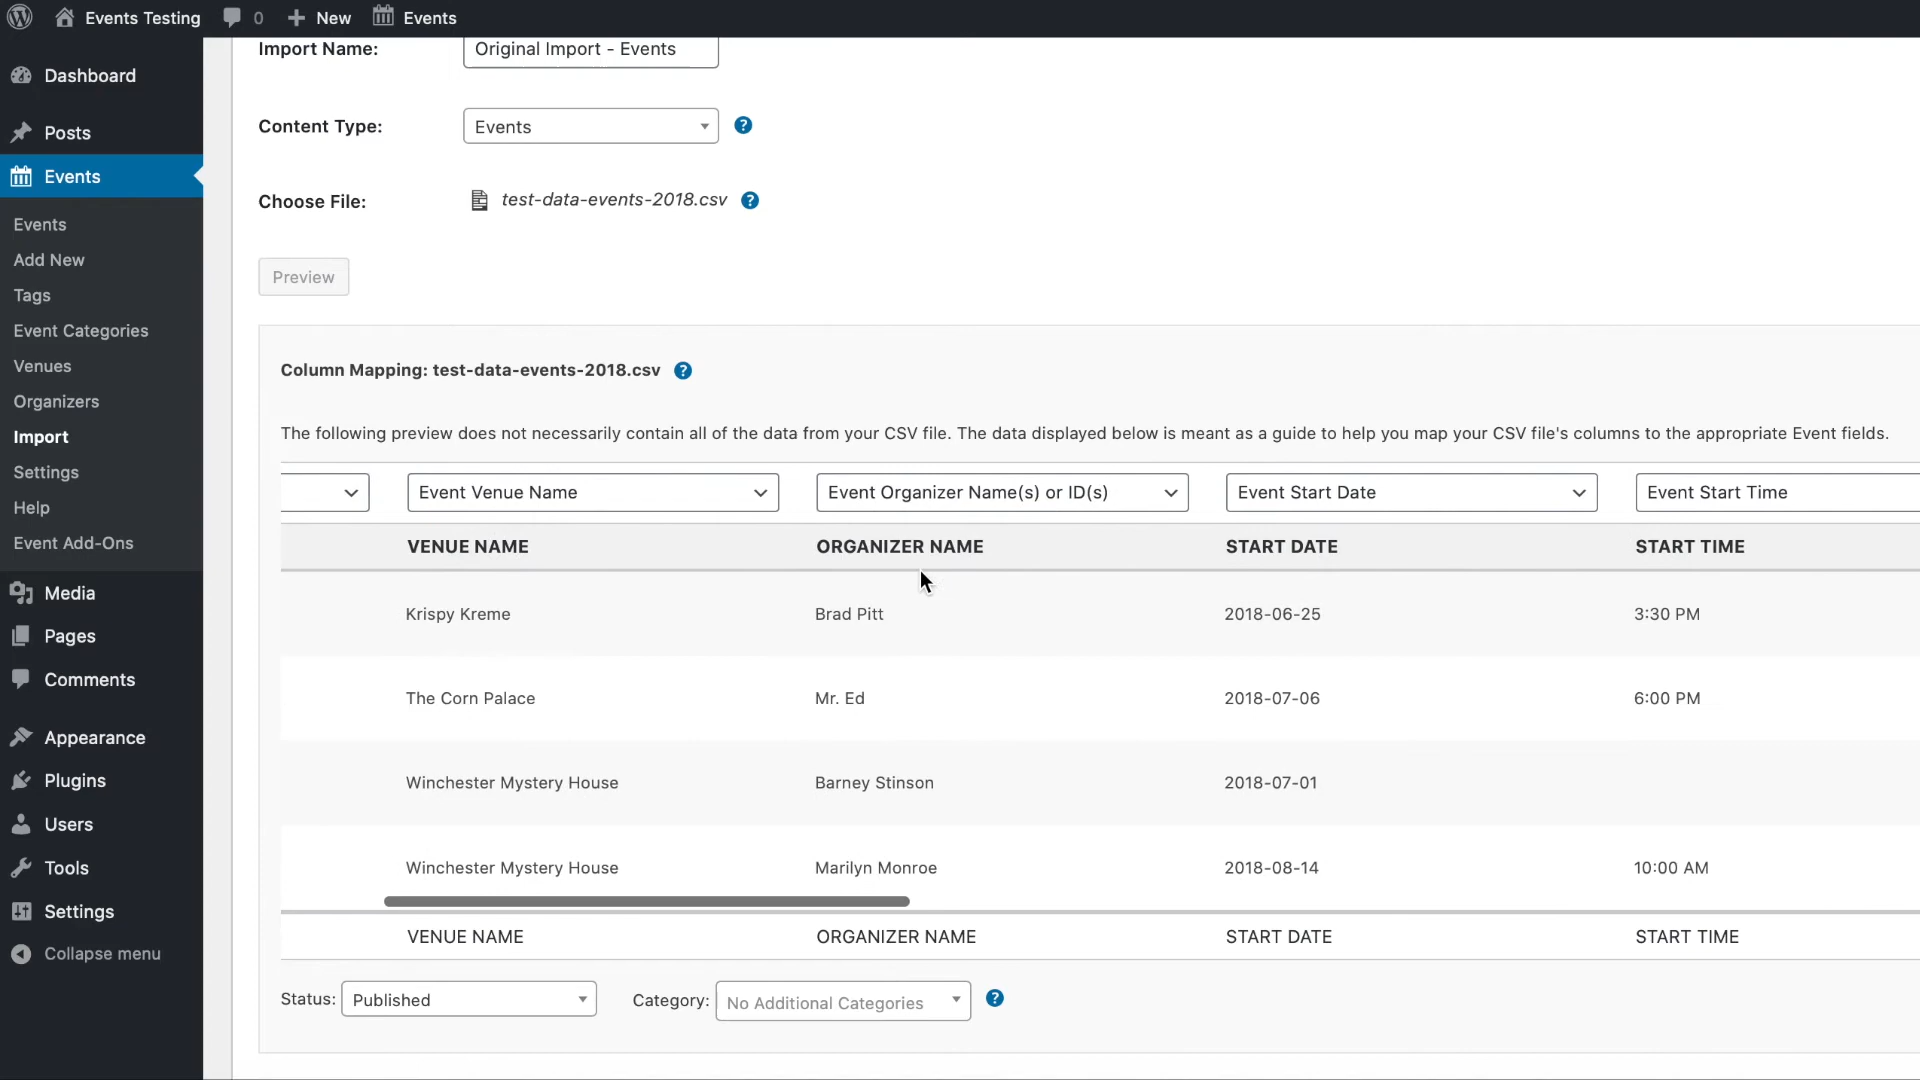 Events Testing 0 New Events
Import Name: Original Import - Events
Dashboard
Content Type: Events ?
Posts
Events
Choose File: test-data-events-2018.csv ?
Events
Add New
Preview
Tags
Event Categories
Venues
Column Mapping: test-data-events-2018.csv ?
Organizers
Import
The following preview does not necessarily contain all of the data from your CSV file. The data displayed below is meant as a guide to help you map your CSV file's columns to the appropriate Event fields.
Settings
Event Venue Name Event Organizer Name(s) or ID(s) Event Start Date Event Start Time
Help
Event Add-Ons
VENUE NAME ORGANIZER NAME START DATE START TIME
Media
Krispy Kreme Brad Pitt 2018-06-25 3:30 PM
Pages
Comments
The Corn Palace Mr. Ed 2018-07-06 6:00 PM
Appearance
Plugins
Winchester Mystery House Barney Stinson 2018-07-01
Users
Tools
Winchester Mystery House Marilyn Monroe 2018-08-14 10:00 AM
Settings
VENUE NAME ORGANIZER NAME START DATE START TIME
Collapse menu
Status: Published Category: No Additional Categories ?